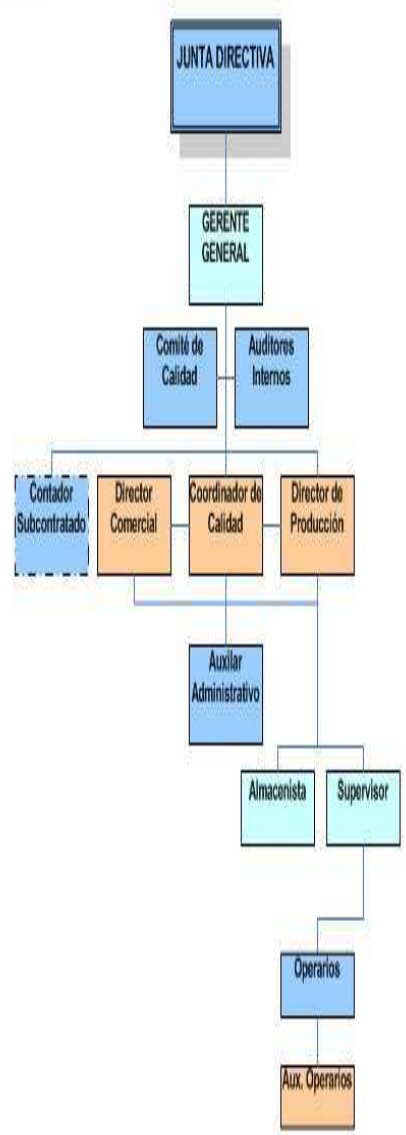 JUNTA DIRECTIVA
GERENTE
GENERAL
Comité de
Calidad
Auditores
Internos
Contador
Subcontratado
Director
Comercial
Coordinador de
Calidad
Director de
Producción
Auxilar
Administrativo
Almacenista
Supervisor
Operarios
Aux. Operarios